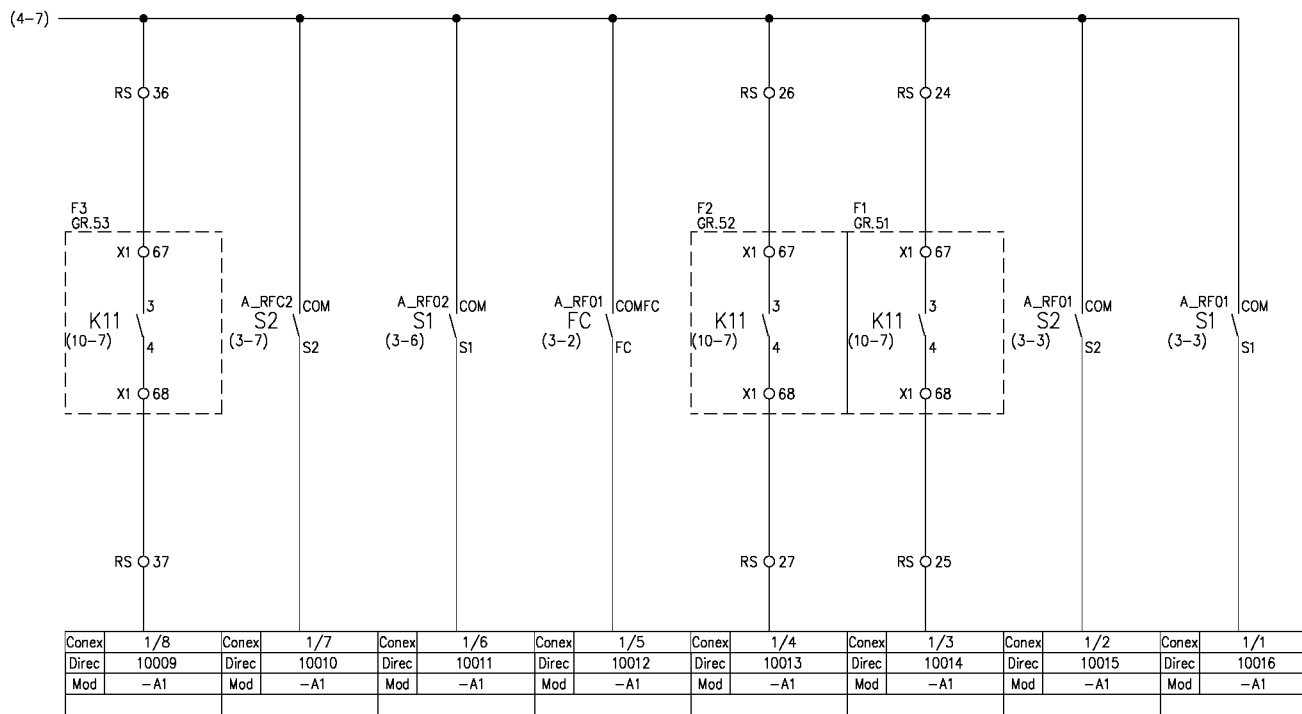 (4-7)
RS 36
RS 26
RS 24
F3
GR.53
F2
GR.52
F1
GR.51
X1 67
X1 67
X1 67
3
A_RFC2 COM
A_RF02 COM
A_RF01 COMFC
3
3
A_RF01 COM
A_RF01 COM
K11
S2
S1
FC
K11
K11
S2
S1
(10-7)
4
(3-7)
S2
(3-6)
S1
(3-2)
FC
(10-7)
4
(10-7)
4
(3-3)
S2
(3-3)
S1
X1 68
X1 68
X1 68
RS 37
RS 27
RS 25
Conex 1/8 Conex 1/7 Conex 1/6 Conex 1/5 Conex 1/4 Conex 1/3 Conex 1/2 Conex 1/1
Direc 10009 Direc 10010 Direc 10011 Direc 10012 Direc 10013 Direc 10014 Direc 10015 Direc 10016
Mod -A1 Mod -A1 Mod -A1 Mod -A1 Mod -A1 Mod -A1 Mod -A1 Mod -A1